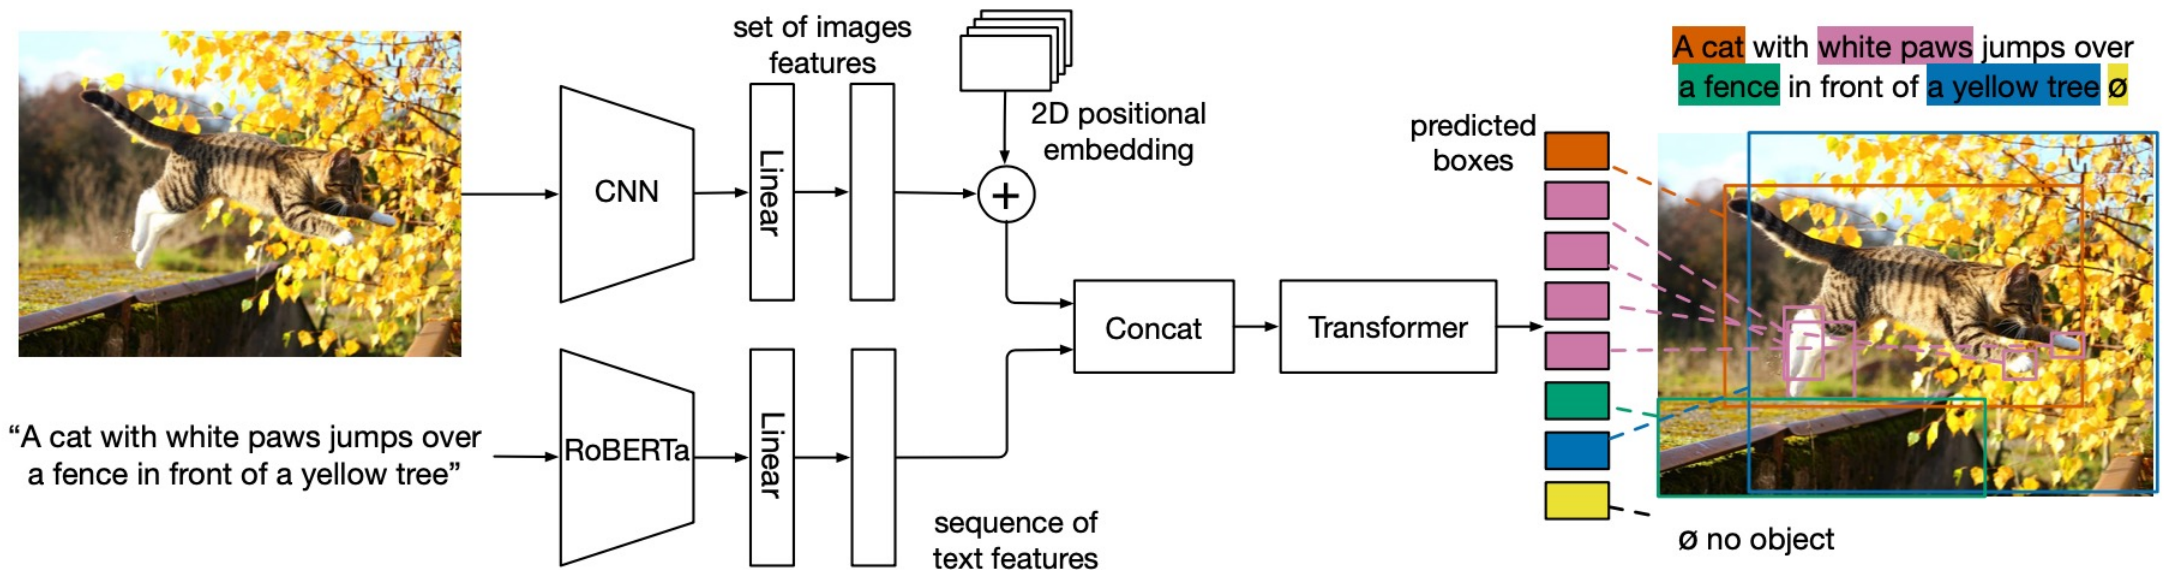 set of images
features
2D positional
embedding
CNN
Linear
+
“A cat with white paws jumps over
a fence in front of a yellow tree”
RoBERTa
Linear
sequence of
text features
Concat
Transformer
predicted
boxes
A cat with white paws jumps over
a fence in front of a yellow tree ø
ø no object